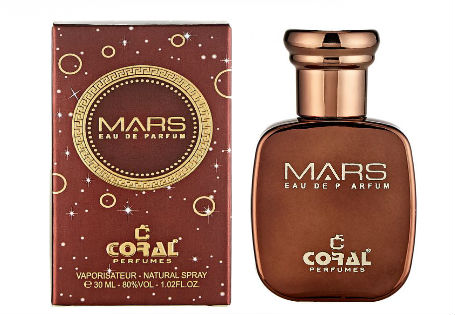 MARS
EAU DE PARFUM
CORAL®
PERFUMES
VAPORISATEUR - NATURAL SPRAY
℮ 30 ML - 80%VOL - 1.02FL.OZ.
MARS
EAU DE P ARFUM
CORAL®
PERFUMES